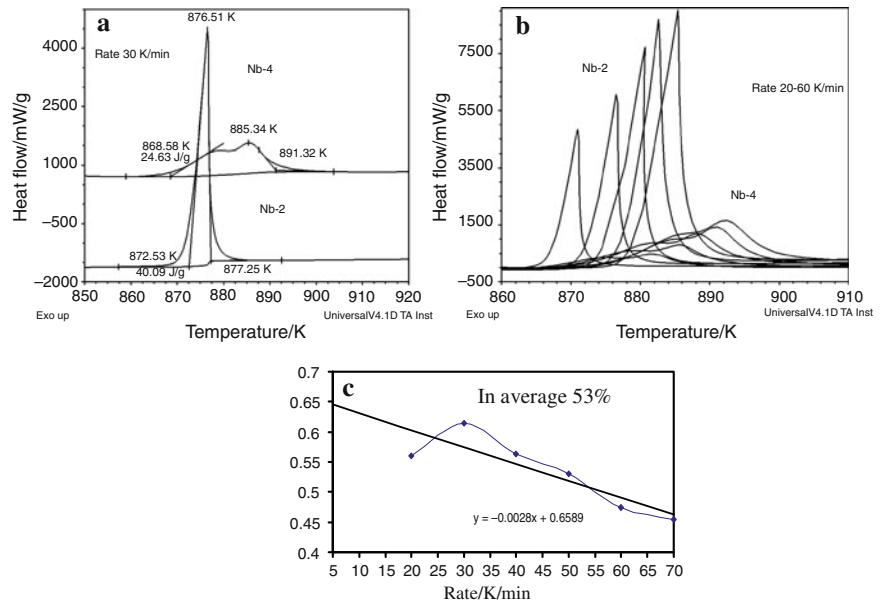 a
876.51 K
Rate 30 K/min
Nb-4
885.34 K
868.58 K
24.63 J/g
891.32 K
Nb-2
872.53 K
40.09 J/g
877.25 K
4000
2500
1000
–500
–2000
Heat flow/mW/g
850 860 870 880 890 900 910 920
Exo up
Temperature/K
UniversalV4.1D TA Inst
b
Nb-2
Rate 20-60 K/min
Nb-4
7500
5500
3500
1500
–500
Heat flow/mW/g
860 870 880 890 900 910
Exo up
Temperature/K
UniversalV4.1D TA Inst
c
In average 53%
y = –0.0028x + 0.6589
0.7
0.65
0.6
0.55
0.5
0.45
0.4
5 10 15 20 25 30 35 40 45 50 55 60 65 70
Rate/K/min